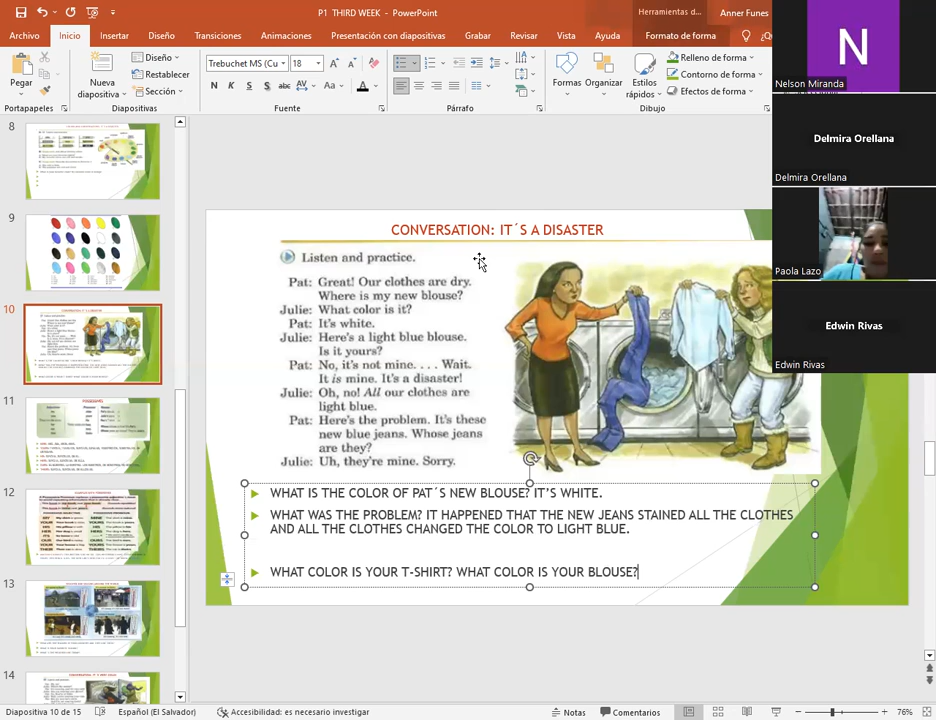 P1 THIRD WEEK - PowerPoint
Herramientas d...
Anner Funes
Archivo
Inicio
Insertar
Diseño
Transiciones
Animaciones
Presentación con diapositivas
Grabar
Revisar
Vista
Ayuda
Formato de forma
Pegar
Nueva diapositiva
Diseño
Restablecer
Sección
Trebuchet MS (Cu
18
N K S abc AV Aa A
Formas
Organizar
Estilos rápidos
Relleno de forma
Contorno de forma
Efectos de forma
Portapapeles
Diapositivas
Fuente
Párrafo
Dibujo
N
Nelson Miranda
Delmira Orellana
Delmira Orellana
Paola Lazo
Edwin Rivas
Edwin Rivas
8
9
10
11
12
13
14
CONVERSATION: IT´S A DISASTER
Listen and practice.
Pat: Great! Our clothes are dry.
Where is my new blouse?
Julie: What color is it?
Pat: It's white.
Julie: Here's a light blue blouse.
Is it yours?
Pat: No, it's not mine. . . . Wait.
It is mine. It's a disaster!
Julie: Oh, no! All our clothes are
light blue.
Pat: Here's the problem. It's these
new blue jeans. Whose jeans
are they?
Julie: Uh, they're mine. Sorry.
WHAT IS THE COLOR OF PAT´S NEW BLOUSE? IT'S WHITE.
WHAT WAS THE PROBLEM? IT HAPPENED THAT THE NEW JEANS STAINED ALL THE CLOTHES
AND ALL THE CLOTHES CHANGED THE COLOR TO LIGHT BLUE.
WHAT COLOR IS YOUR T-SHIRT? WHAT COLOR IS YOUR BLOUSE?
Diapositiva 10 de 15
Español (El Salvador)
Accesibilidad: es necesario investigar
Notas
Comentarios
76%